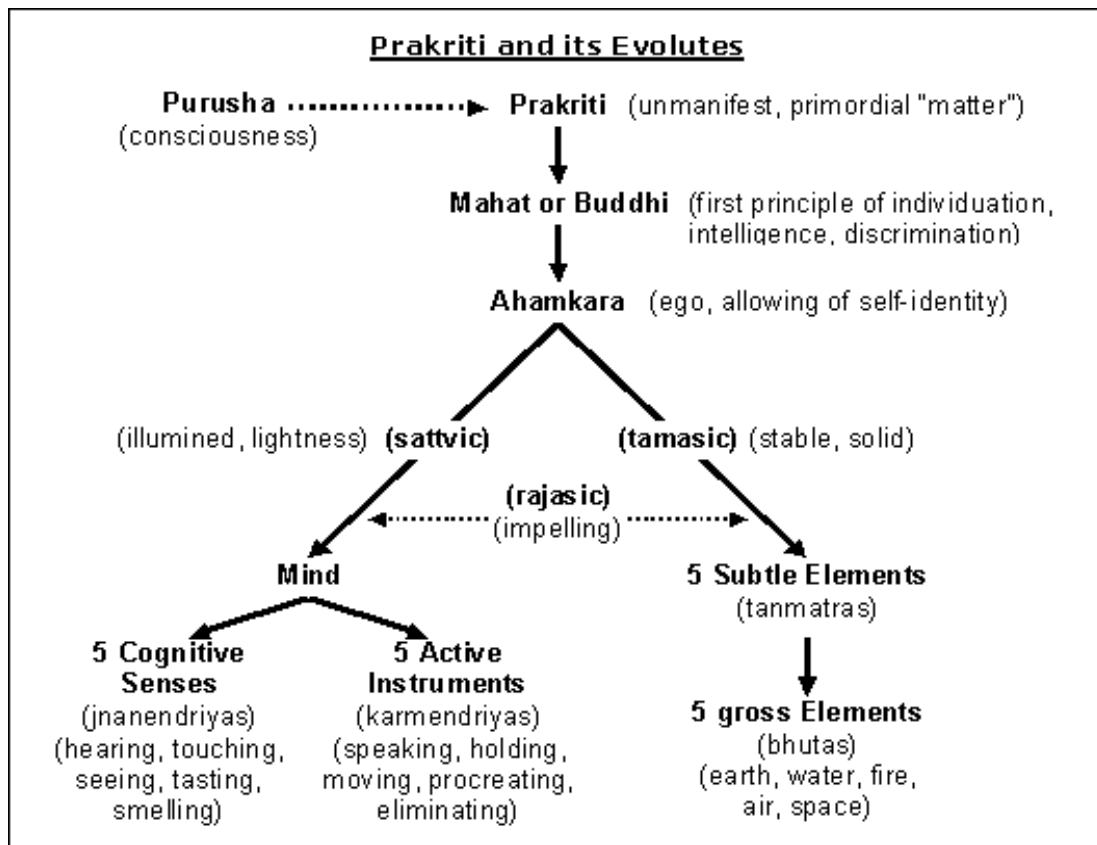 Prakriti and its Evolutes
Purusha Prakriti (unmanifest, primordial "matter")
(consciousness)
Mahat or Buddhi (first principle of individuation,
intelligence, discrimination)
Ahamkara (ego, allowing of self-identity)
(illumined, lightness) (sattvic) (tamasic) (stable, solid)
(rajasic)
(impelling)
Mind
5 Cognitive
Senses
(jnanendriyas)
(hearing, touching,
seeing, tasting,
smelling)
5 Active
Instruments
(karmendriyas)
(speaking, holding,
moving, procreating,
eliminating)
5 Subtle Elements
(tanmatras)
5 gross Elements
(bhutas)
(earth, water, fire,
air, space)